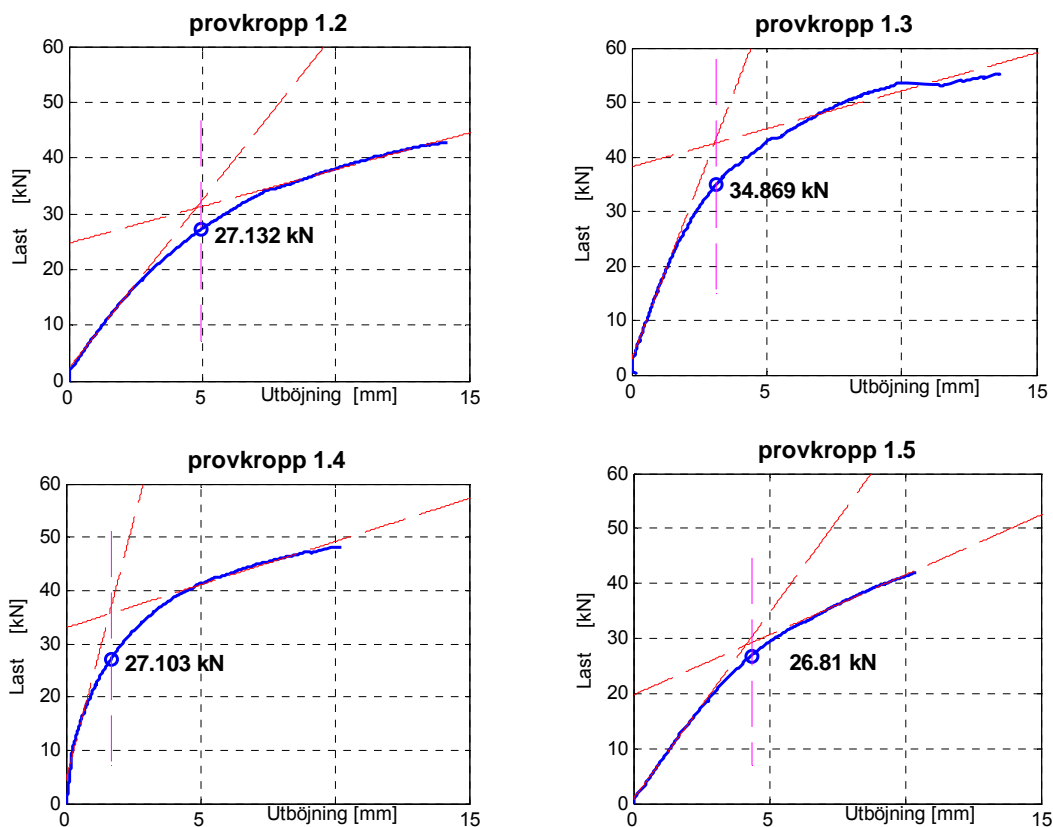 provkropp 1.2
60
50
40
30
20
10
0
Last [kN]
27.132 kN
0
5
Utböjning [mm]
15
provkropp 1.3
60
50
40
30
20
10
0
Last [kN]
34.869 kN
0
5
Utböjning [mm]
15
provkropp 1.4
60
50
40
30
20
10
0
Last [kN]
27.103 kN
0
5
Utböjning [mm]
15
provkropp 1.5
60
50
40
30
20
10
0
Last [kN]
26.81 kN
0
5
Utböjning [mm]
15